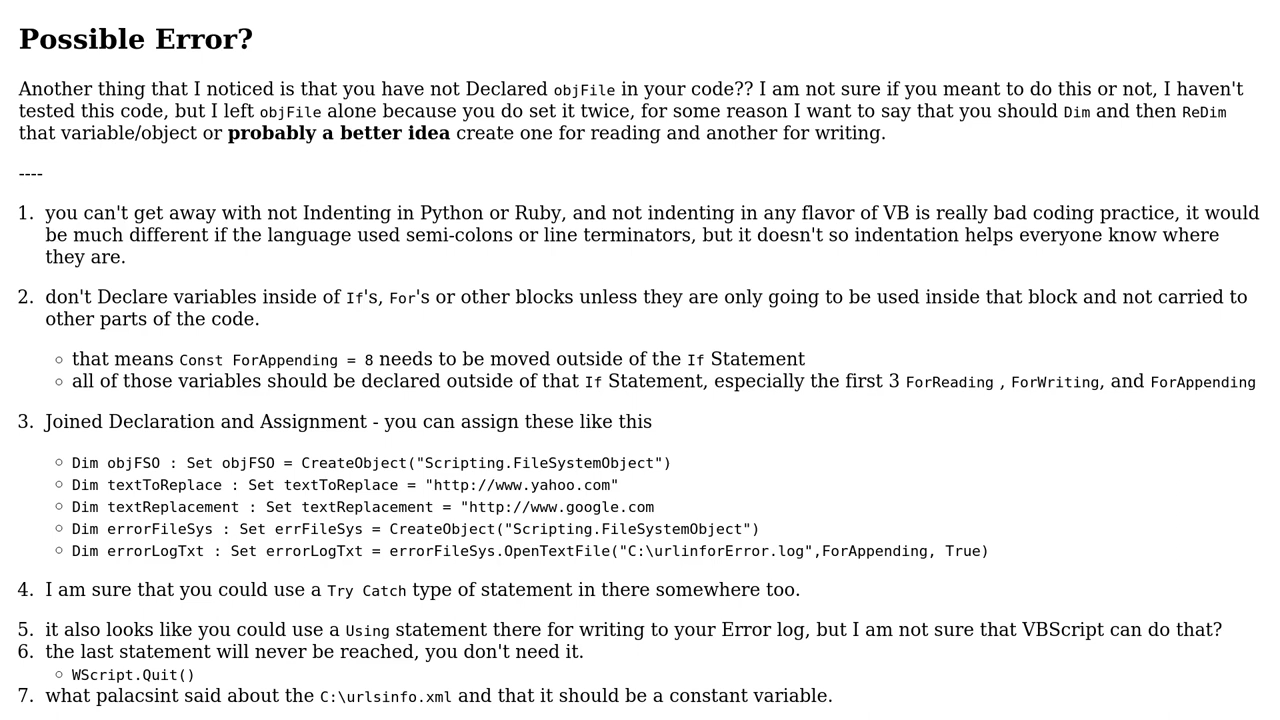 Possible Error?
Another thing that I noticed is that you have not Declared objFile in your code?? I am not sure if you meant to do this or not, I haven't
tested this code, but I left objFile alone because you do set it twice, for some reason I want to say that you should Dim and then ReDim
that variable/object or probably a better idea create one for reading and another for writing.
----
1. you can't get away with not Indenting in Python or Ruby, and not indenting in any flavor of VB is really bad coding practice, it would
be much different if the language used semi-colons or line terminators, but it doesn't so indentation helps everyone know where
they are.
2. don't Declare variables inside of If's, For's or other blocks unless they are only going to be used inside that block and not carried to
other parts of the code.
◦ that means Const ForAppending = 8 needs to be moved outside of the If Statement
◦ all of those variables should be declared outside of that If Statement, especially the first 3 ForReading , ForWriting, and ForAppending
3. Joined Declaration and Assignment - you can assign these like this
◦ Dim objFSO : Set objFSO = CreateObject("Scripting.FileSystemObject")
◦ Dim textToReplace : Set textToReplace = "http://www.yahoo.com"
◦ Dim textReplacement : Set textReplacement = "http://www.google.com
◦ Dim errorFileSys : Set errFileSys = CreateObject("Scripting.FileSystemObject")
◦ Dim errorLogTxt : Set errorLogTxt = errorFileSys.OpenTextFile("C:\urlinforError.log",ForAppending, True)
4. I am sure that you could use a Try Catch type of statement in there somewhere too.
5. it also looks like you could use a Using statement there for writing to your Error log, but I am not sure that VBScript can do that?
6. the last statement will never be reached, you don't need it.
◦ WScript.Quit()
7. what palacsint said about the C:\urlsinfo.xml and that it should be a constant variable.